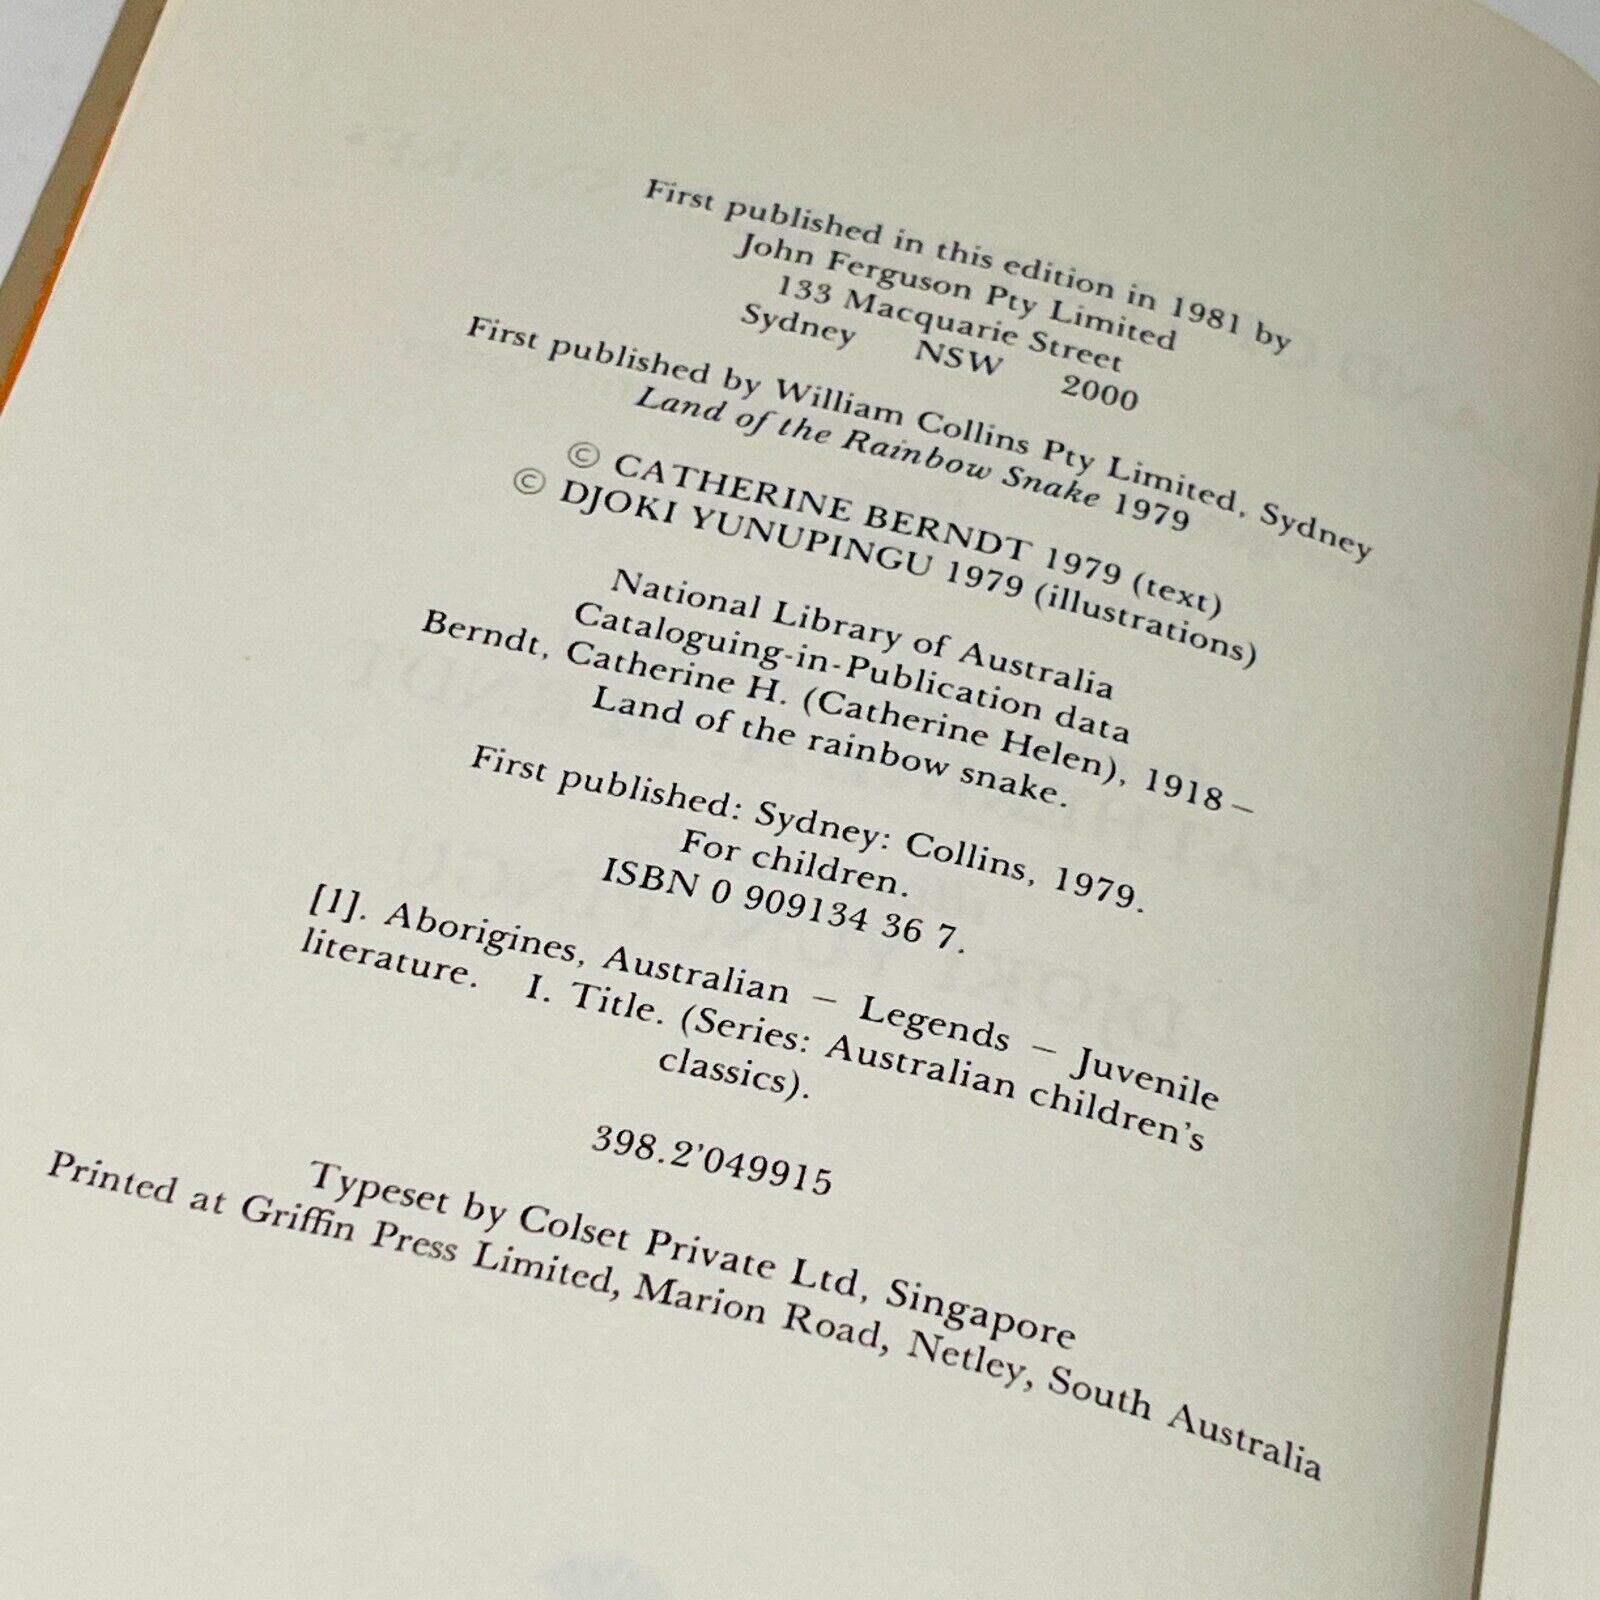 First published in this edition in 1981 by
John Ferguson Pty Limited
133 Macquarie Street
Sydney NSW 2000
First published by William Collins Pty Limited, Sydney
Land of the Rainbow Snake 1979
© CATHERINE BERNDT 1979 (text)
© DJOKI YUNUPINGU 1979 (illustrations)
National Library of Australia
Cataloguing-in-Publication data
Berndt, Catherine H. (Catherine Helen), 1918 –
Land of the rainbow snake.
First published: Sydney: Collins, 1979.
For children.
ISBN 0 909134 36 7.
[1]. Aborigines, Australian – Legends – Juvenile
literature. I. Title. (Series: Australian children's
classics).
398.2'049915
Typeset by Colset Private Ltd, Singapore
Printed at Griffin Press Limited, Marion Road, Netley, South Australia